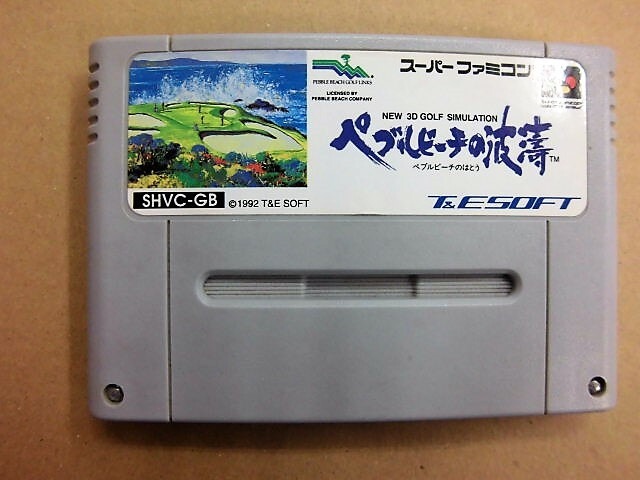 PEBBLE BEACH GOLF LINKS
LICENSED BY
PEBBLE BEACH COMPANY
スーパーファミコン
NEW 3D GOLF SIMULATION
ペブルビーチの波濤 TM
ペブルビーチのはとう
SHVC-GB ©1992 T&E SOFT
T&E SOFT